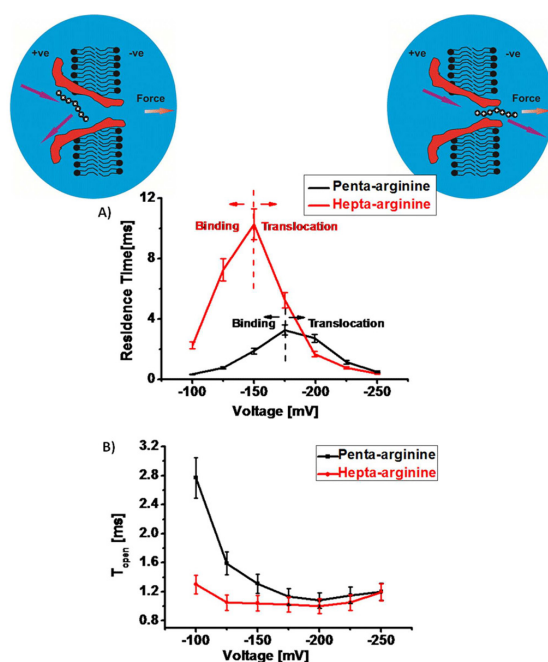 +ve -ve
Force
+ve -ve
Force
A)
Penta-arginine
Hepta-arginine
Binding Translocation
Binding Translocation
Residence Time[ms]
12
8
4
0
-100 -150 -200 -250
Voltage [mV]
B)
Penta-arginine
Hepta-arginine
T open [ms]
3.2
2.8
2.4
2.0
1.6
1.2
0.8
-100 -150 -200 -250
Voltage [mV]